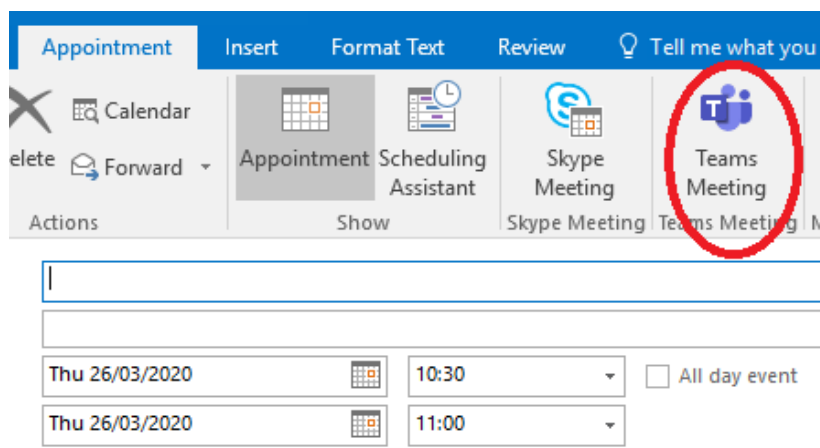 Appointment Insert Format Text Review Tell me what you
Calendar
elete Forward
Appointment Scheduling Assistant
Skype Meeting
Teams Meeting
Actions Show Skype Meeting Teams Meeting
Thu 26/03/2020 10:30 All day event
Thu 26/03/2020 11:00